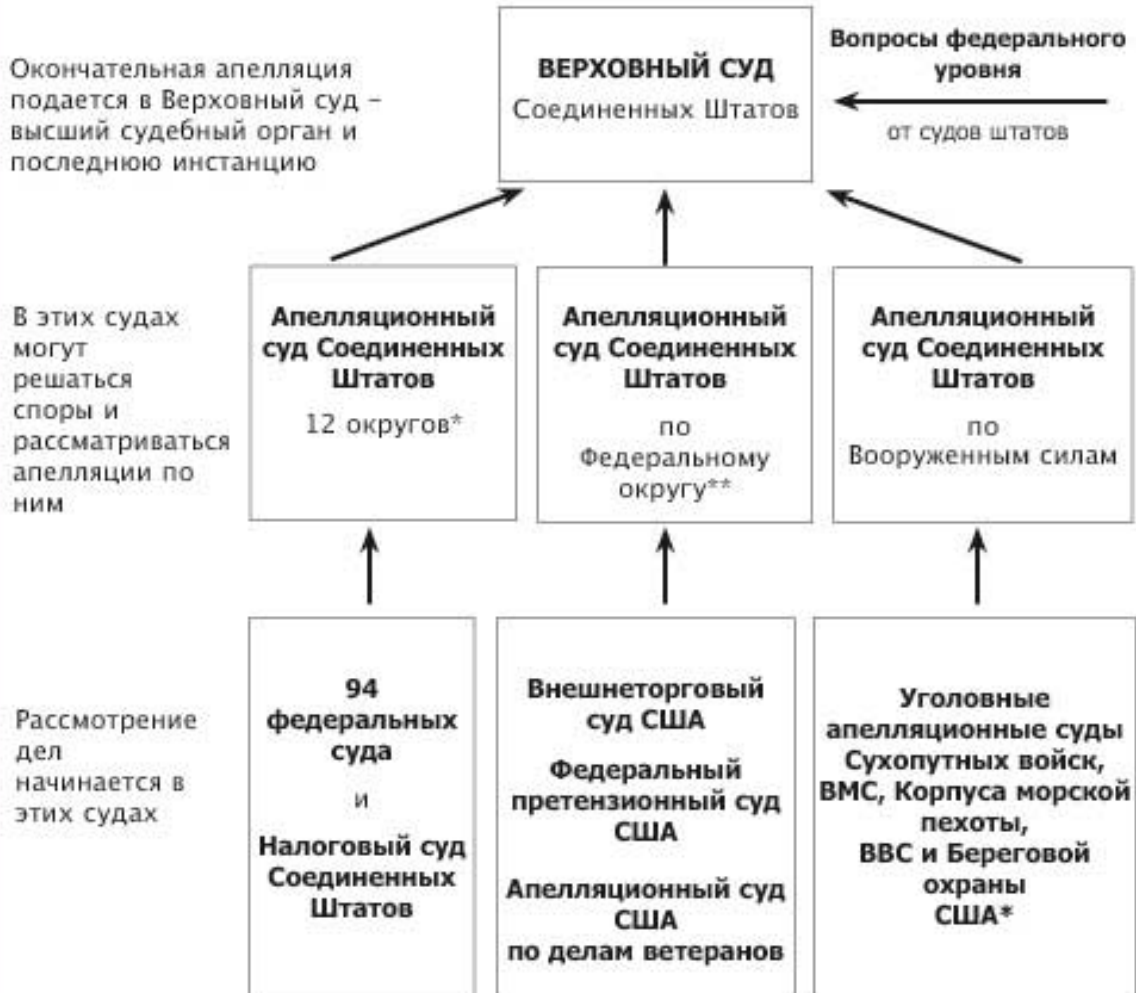 Окончательная апелляция
подается в Верховный суд –
высший судебный орган и
последнюю инстанцию
ВЕРХОВНЫЙ СУД
Соединенных Штатов
Вопросы федерального
уровня
от судов штатов
В этих судах
могут
решаться
споры и
рассматриваться
апелляции по
ним
Апелляционный
суд Соединенных
Штатов
12 округов*
Апелляционный
суд Соединенных
Штатов
по
Федеральному
округу**
Апелляционный
суд Соединенных
Штатов
по
Вооруженным силам
Рассмотрение
дел
начинается в
этих судах
94
федеральных
суда
и
Налоговый суд
Соединенных
Штатов
Внешнеторговый
суд США
Федеральный
претензионный суд
США
Апелляционный суд
США
по делам ветеранов
Уголовные
апелляционные суды
Сухопутных войск,
ВМС, Корпуса морской
пехоты,
ВВС и Береговой
охраны
США*